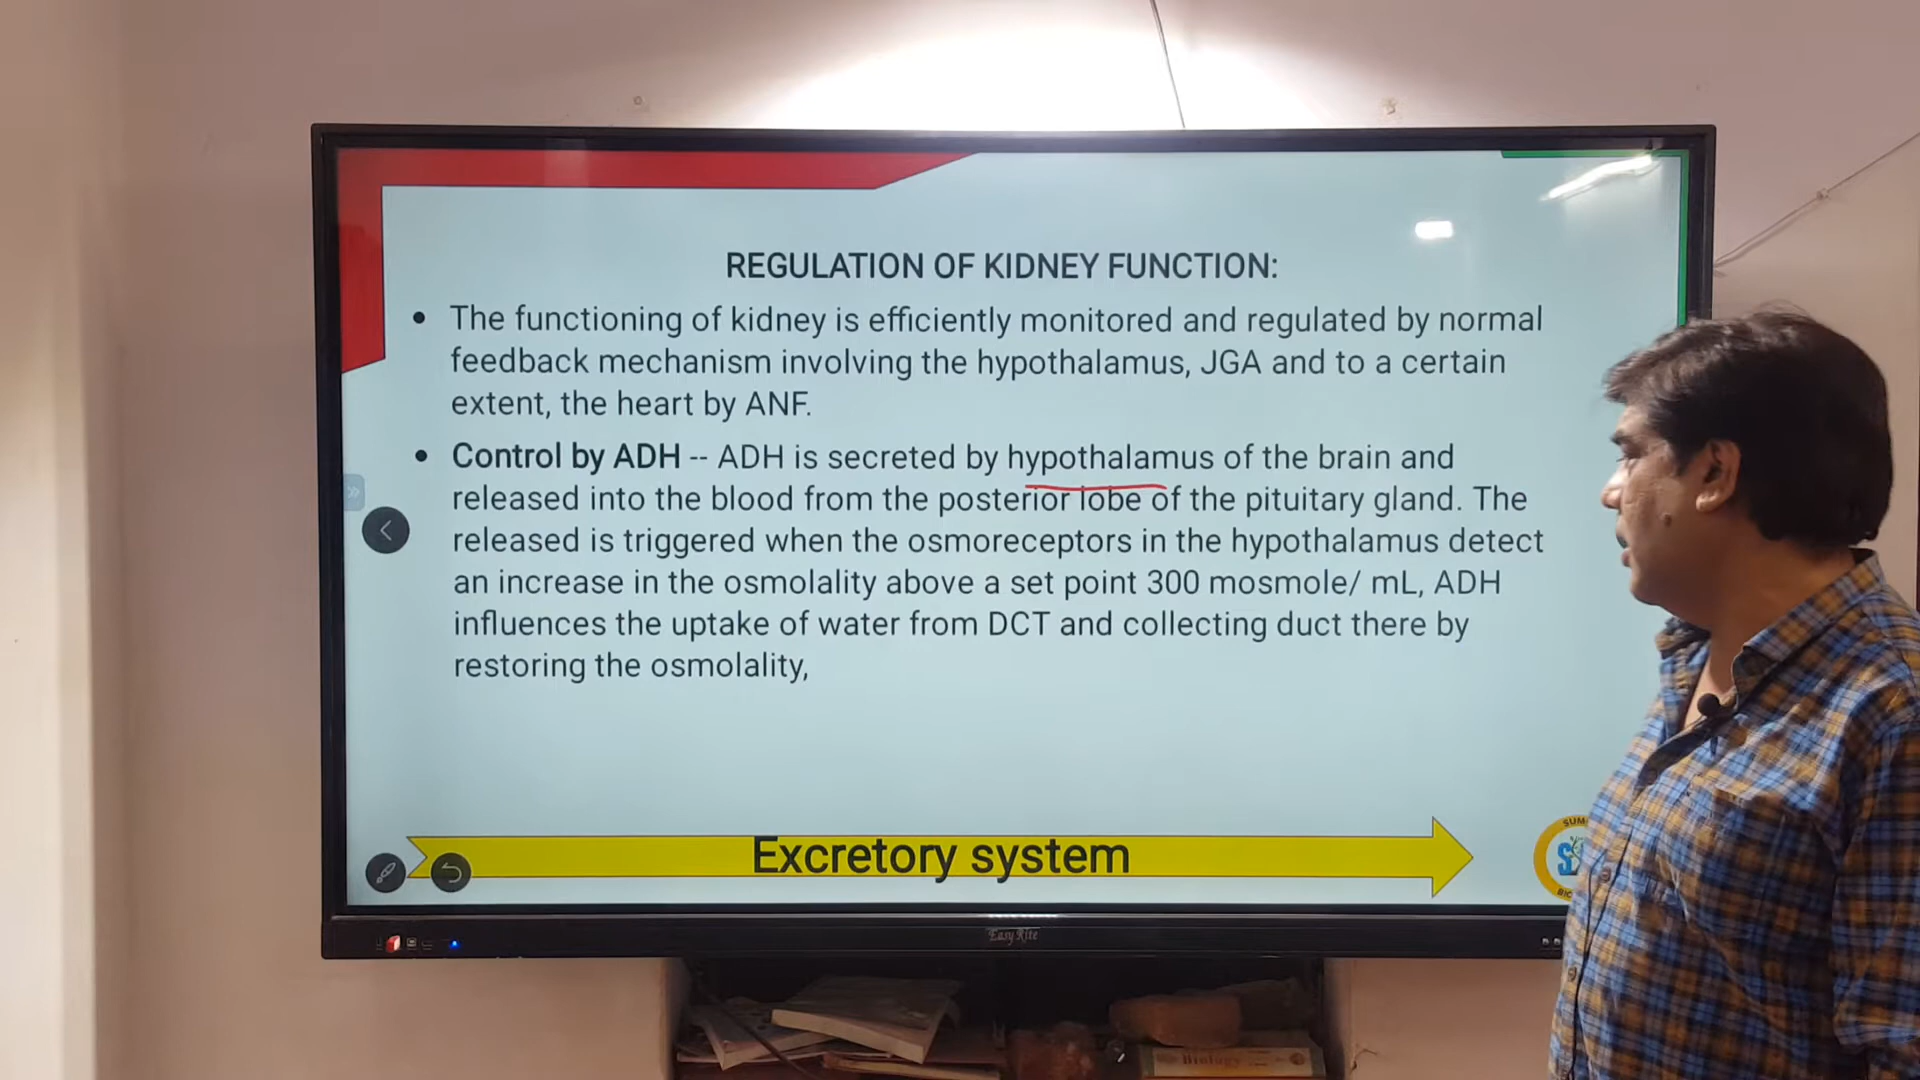 REGULATION OF KIDNEY FUNCTION:
• The functioning of kidney is efficiently monitored and regulated by normal
feedback mechanism involving the hypothalamus, JGA and to a certain
extent, the heart by ANF.
• Control by ADH -- ADH is secreted by hypothalamus of the brain and
released into the blood from the posterior lobe of the pituitary gland. The
released is triggered when the osmoreceptors in the hypothalamus detect
an increase in the osmolality above a set point 300 mosmole/ mL, ADH
influences the uptake of water from DCT and collecting duct there by
restoring the osmolality,
Excretory system
EasyRite
Biology